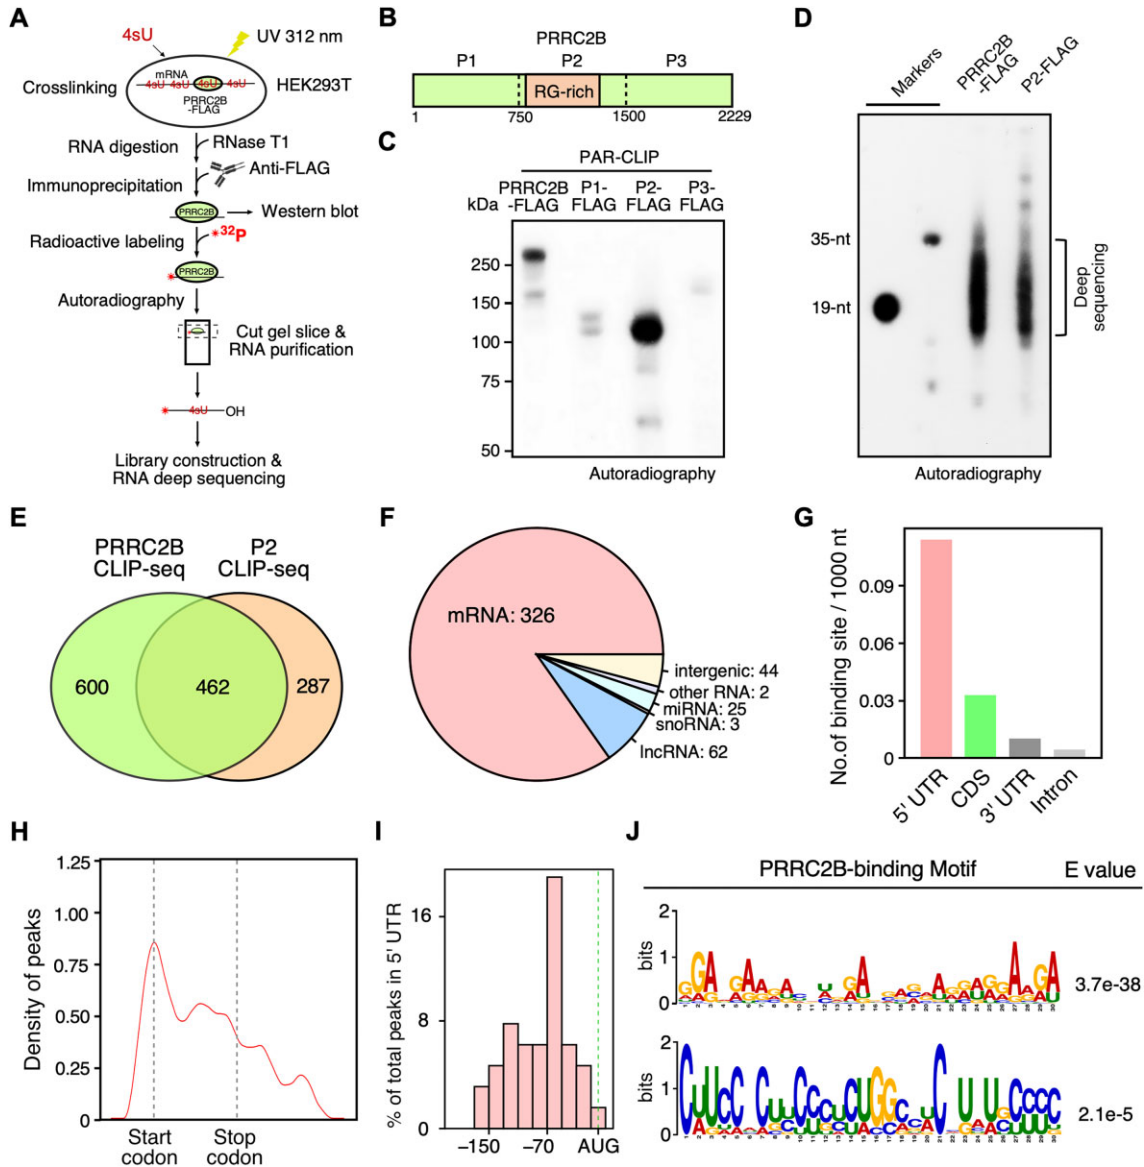 A
4sU
UV 312 nm
Crosslinking
mRNA
4sU 4sU 4sU 4sU
PRRC2B
-FLAG
HEK293T
RNA digestion
RNase T1
Anti-FLAG
Immunoprecipitation
PRRC2B
Western blot
Radioactive labeling
*32P
PRRC2B
Autoradiography
Cut gel slice &
RNA purification
4sU
OH
Library construction &
RNA deep sequencing
B
PRRC2B
P1 P2 P3
RG-rich
1 750 1500 2229
C
PAR-CLIP
PRRC2B
-FLAG
P1-
FLAG
P2-
FLAG
P3-
FLAG
kDa
250
150
100
75
50
Autoradiography
D
Markers
PRRC2B
-FLAG
P2-FLAG
35-nt
19-nt
Deep
sequencing
Autoradiography
E
PRRC2B
CLIP-seq
P2
CLIP-seq
600 462 287
F
mRNA: 326
intergenic: 44
other RNA: 2
miRNA: 25
snoRNA: 3
lncRNA: 62
G
No.of binding site / 1000 nt
0.09
0.06
0.03
0
5' UTR
CDS
3' UTR
Intron
H
Density of peaks
1.25
1.00
0.75
0.50
0.25
0
Start
codon
Stop
codon
I
% of total peaks in 5' UTR
16
8
0
−150 −70 AUG
J
PRRC2B-binding Motif
E value
bits
2
1
0
3.7e-38
bits
2
1
0
2.1e-5